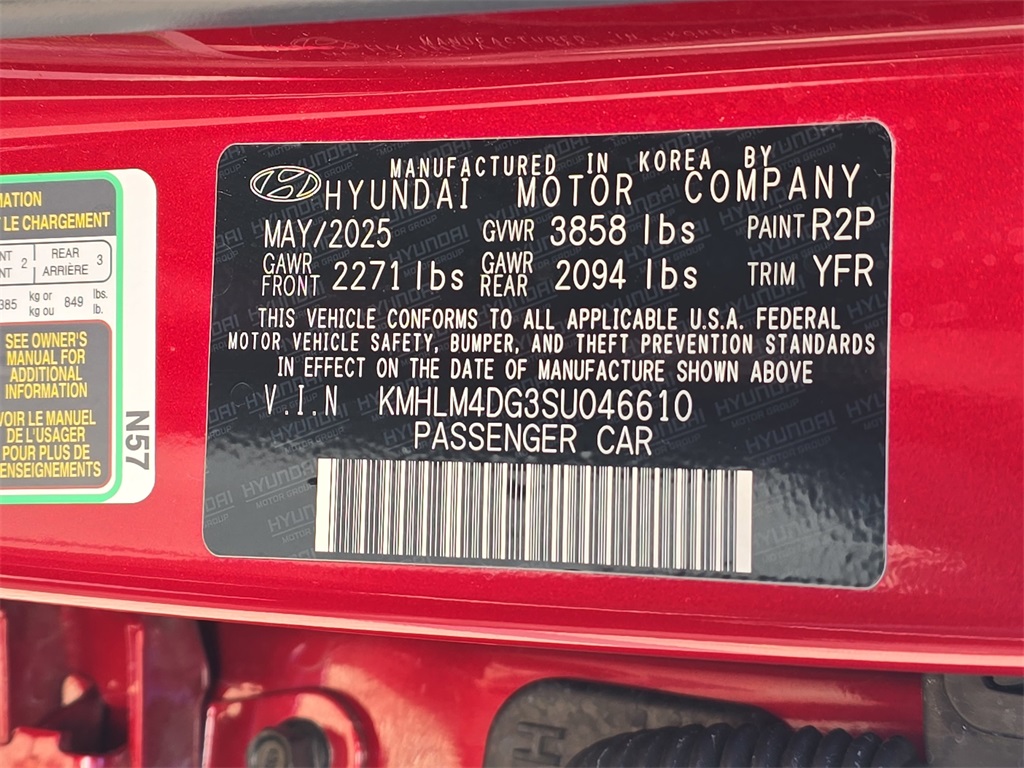 MANUFACTURED IN KOREA BY
HYUNDAI MOTOR COMPANY
MAY/2025 GVWR 3858 lbs PAINT R2P
GAWR FRONT 2271 lbs GAWR REAR 2094 lbs TRIM YFR
THIS VEHICLE CONFORMS TO ALL APPLICABLE U.S.A. FEDERAL
MOTOR VEHICLE SAFETY, BUMPER, AND THEFT PREVENTION STANDARDS
IN EFFECT ON THE DATE OF MANUFACTURE SHOWN ABOVE
V.I.N KMHLM4DG3SU046610
PASSENGER CAR
LE CHARGEMENT
2 REAR
ARRIÈRE 3
385 kg or
kg ou 849 lbs.
lb.
SEE OWNER'S
MANUAL FOR
ADDITIONAL
INFORMATION
VOIR LE MANUEL
DE L'USAGER
POUR PLUS DE
RENSEIGNEMENTS
N57